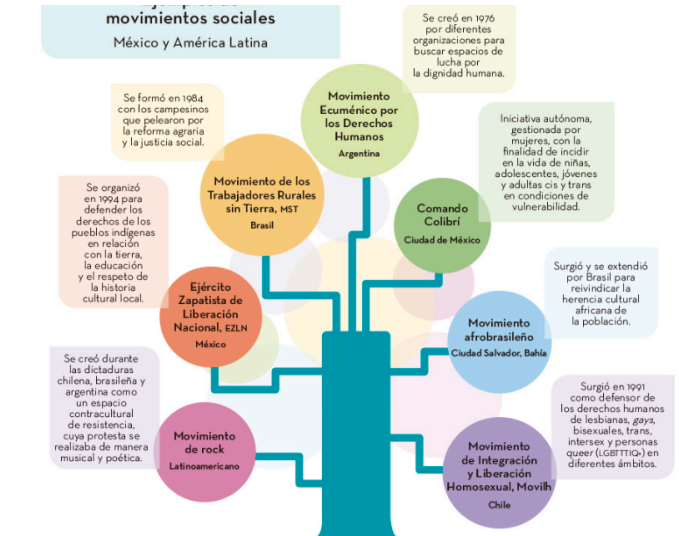 movimientos sociales
México y América Latina
Se creó en 1976
por diferentes
organizaciones para
buscar espacios de
lucha por
la dignidad humana.
Movimiento
Ecuménico por
los Derechos
Humanos
Argentina
Se formó en 1984
con los campesinos
que pelearon por
la reforma agraria
y la justicia social.
Movimiento de los
Trabajadores Rurales
sin Tierra, MST
Brasil
Iniciativa autónoma,
gestionada por
mujeres, con la
finalidad de incidir
en la vida de niñas,
adolescentes, jóvenes
y adultas cis y trans
en condiciones de
vulnerabilidad.
Comando
Colibrí
Ciudad de México
Se organizó
en 1994 para
defender los
derechos de los
pueblos indígenas
en relación
con la tierra,
la educación
y el respeto de
la historia
cultural local.
Ejército
Zapatista de
Liberación
Nacional, EZLN
México
Surgió y se extendió
por Brasil para
reivindicar la
herencia cultural
africana de
la población.
Movimiento
afrobrasileño
Ciudad Salvador, Bahía
Se creó durante
las dictaduras
chilena, brasileña y
argentina como
un espacio
contracultural
de resistencia,
cuya protesta se
realizaba de manera
musical y poética.
Movimiento
de rock
Latinoamericano
Surgió en 1991
como defensor de
los derechos humanos
de lesbianas, gays,
bisexuales, trans,
intersex y personas
queer (LGBTTTIQ+) en
diferentes ámbitos.
Movimiento
de Integración
y Liberación
Homosexual, Movilh
Chile